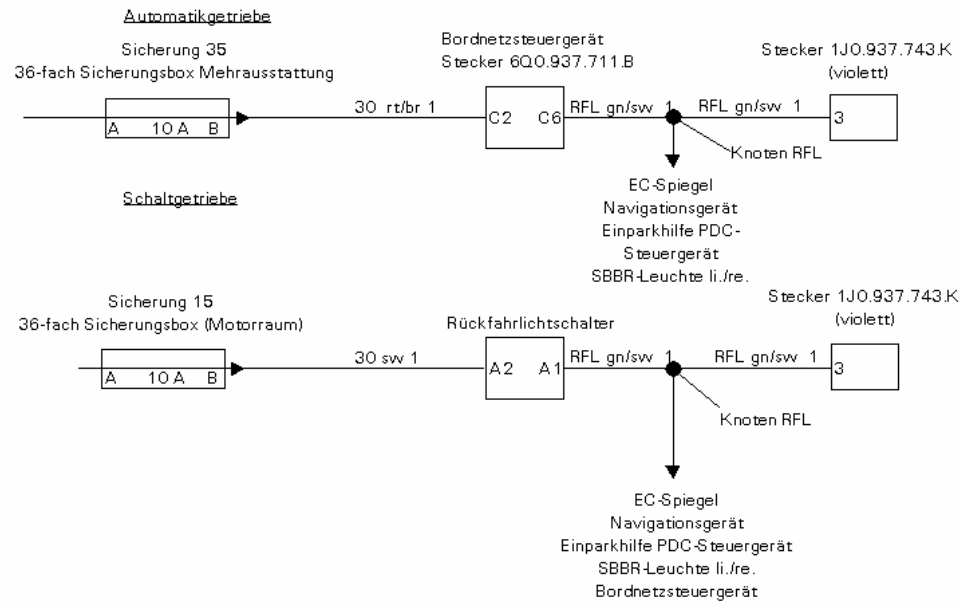 Automatikgetriebe
Sicherung 35
36-fach Sicherungsbox Mehrausstattung
Bordnetzsteuergerät
Stecker 6Q0.937.711.B
Stecker 1J0.937.743.K
(violett)
A 10 A B
30 rt/br 1
C2 C6
RFL gn/sw 1
RFL gn/sw 1
3
Knoten RFL
EC-Spiegel
Navigationsgerät
Einparkhilfe PDC-
Steuergerät
SBBR-Leuchte li./re.
Schaltgetriebe
Sicherung 15
36-fach Sicherungsbox (Motorraum)
Rückfahrlichtschalter
Stecker 1J0.937.743.K
(violett)
A 10 A B
30 sw 1
A2 A1
RFL gn/sw 1
RFL gn/sw 1
3
Knoten RFL
EC-Spiegel
Navigationsgerät
Einparkhilfe PDC-Steuergerät
SBBR-Leuchte li./re.
Bordnetzsteuergerät